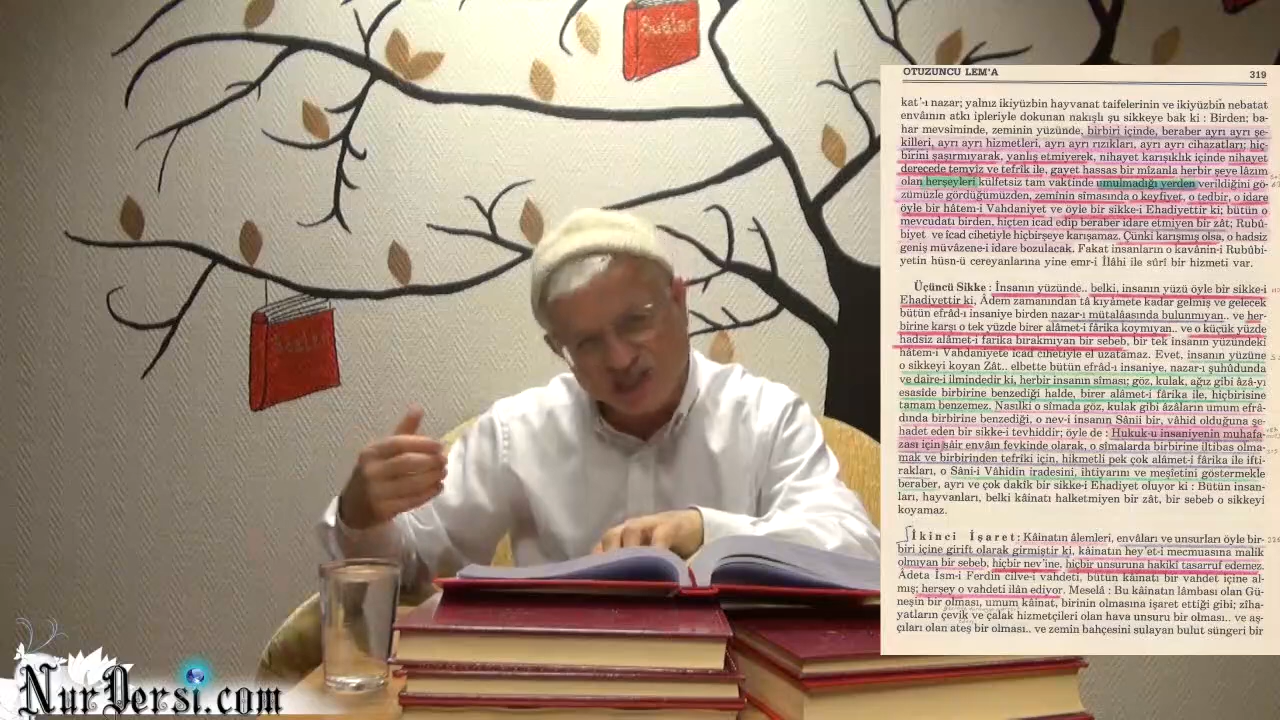 Suâlar
Sözler
OTUZUNCU LEM'A 319
kat'-ı nazar; yalnız ikiyüzbin hayvanat taifelerinin ve ikiyüzbin nebatat
envâının atkı ipleriyle dokunan nakışlı şu sikkeye bak ki : Birden; ba-
har mevsiminde, zeminin yüzünde, birbiri içinde, beraber ayrı ayrı şe-
killeri, ayrı ayrı hizmetleri, ayrı ayrı rızıkları, ayrı ayrı cihazatları; hiç-
birini şaşırmıyarak, yanlış etmiyerek, nihayet karışıklık içinde nihayet
derecede temyiz ve tefrik ile, gayet hassas bir mîzanla herbir şeye lâzım
olan herşeyleri külfetsiz tam vaktinde umulmadığı yerden verildiğini gö-
zümüzle gördüğümüzden, zeminin sîmasında o keyfiyet, o tedbir, o idare
öyle bir hâtem-i Vahdaniyet ve öyle bir sikke-i Ehadiyettir ki; bütün o
mevcudatı birden, hiçten icad edip beraber idare etmiyen bir zât; Rubû-
biyet ve icad cihetiyle hiçbirşeye karışamaz. Çünki karışmış olsa, o hadsiz
geniş müvâzene-i idare bozulacak. Fakat insanların o kavânin-i Rubûbi-
yetin hüsn-ü cereyanlarına yine emr-i İlâhi ile sûrî bir hizmeti var.
Üçüncü Sikke : İnsanın yüzünde.. belki, insanın yüzü öyle bir sikke-i
Ehadiyettir ki, Âdem zamanından tâ kıyamete kadar gelmiş ve gelecek
bütün efrâd-ı insaniye birden nazar-ı mütalâasında bulunmıyan.. ve her-
birine karşı o tek yüzde birer alâmet-i fârika koymıyan.. ve o küçük yüzde
hadsiz alâmet-i farika bırakmıyan bir sebeb, bir tek insanın yüzündeki
hâtem-i Vahdaniyete icad cihetiyle el uzatamaz. Evet, insanın yüzüne
o sikkeyi koyan Zât.. elbette bütün efrâd-ı insaniye, nazar-ı şuhûdunda
ve daire-i ilmindedir ki, herbir insanın sîması; göz, kulak, ağız gibi âzâ-yı
esaside birbirine benzediği halde, birer alâmet-i fârika ile, hiçbirisine
tamam benzemez. Nasılki o sîmada göz, kulak gibi âzâların umum efrâ-
dında birbirine benzediği, o nev-i insanın Sânii bir, vâhid olduğuna şe-
hadet eden bir sikke-i tevhiddir; öyle de : Hukuk-u insaniyenin muhafa-
zası için sâir envâın fevkinde olarak, o sîmalarda birbirine iltibas olma-
mak ve birbirinden tefriki için, hikmetli pek çok alâmet-i fârika ile ifti-
rakları, o Sâni-i Vâhidin iradesini, ihtiyarını ve meşîetini göstermekle
beraber, ayrı ve çok dakîk bir sikke-i Ehadiyet oluyor ki : Bütün insan-
ları, hayvanları, belki kâinatı halketmiyen bir zât, bir sebeb o sikkeyi
koyamaz.
İkinci İşaret: Kâinatın âlemleri, envâları ve unsurları öyle bir-
biri içine girift olarak girmiştir ki, kâinatın hey'et-i mecmuasına malik
olmıyan bir sebeb, hiçbir nev'ine, hiçbir unsuruna hakikî tasarruf edemez.
Âdeta İsm-i Ferdin cilve-i vahdeti, bütün kâinatı bir vahdet içine al-
mış; herşey o vahdeti ilân ediyor. Meselâ : Bu kâinatın lâmbası olan Gü-
neşin bir olması, umum kâinat, birinin olmasına işaret ettiği gibi; zîha-
yatların çevik ve çalak hizmetçileri olan hava unsuru bir olması.. ve aş-
çıları olan ateş bir olması.. ve zemin bahçesini sulayan bulut süngeri bir
NurDersi.com